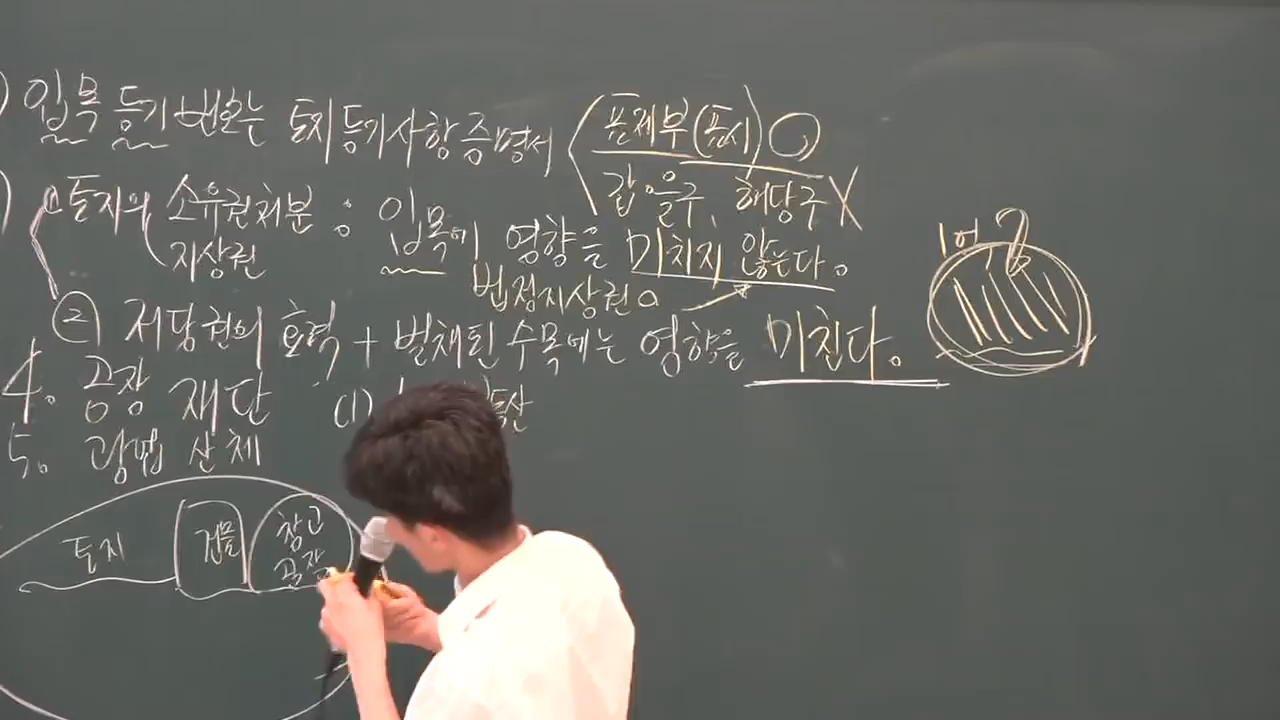 ) 입목 등기번호는 토지등기사항증명서 표제부(표시) O
갑·을구, 해당구 X
) ① 토지의 소유권처분 : 입목에 영향을 미치지 않는다.
지상권
법정지상권 O
② 저당권의 효력 + 벌채된 수목에는 영향을 미친다.
1억
4. 공장 재단 (1)
5. 광업
토지 건물 창고
공장